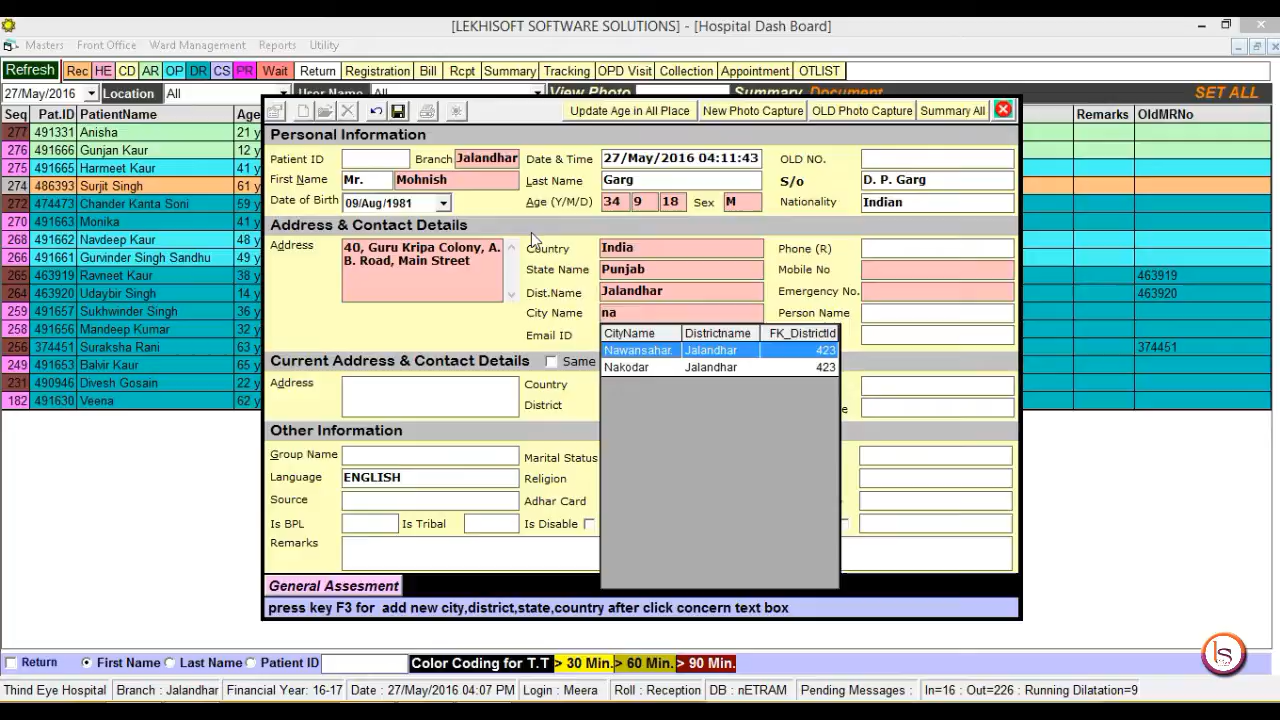 [LEKHISOFT SOFTWARE SOLUTIONS] - [Hospital Dash Board]
Masters Front Office Ward Management Reports Utility
Refresh Rec HE CD AR OP DR CS PR Wait Return Registration Bill Rcpt Summary Tracking OPD Visit Collection Appointment OTLIST
27/May/2016 Location All User Name All View Photo Summary Document SET ALL
Seq Pat.ID PatientName Age Remarks OldMRNo
277 491331 Anisha 21 y
276 491666 Gunjan Kaur 12 y
275 491665 Harmeet Kaur 48 y
274 486393 Surjit Singh 61 y
272 474473 Chander Kanta Soni 59 y
270 491663 Monika
268 491662 Navdeep Kaur 36 y
266 491661 Gurvinder Singh Sandhu 49 y
265 463919 Ravneet Kaur 38 y 463919
264 463920 Udaybir Singh 14 y 463920
259 491657 Sukhwinder Singh 36 y
258 491656 Mandeep Kumar 32 y
256 374451 Suraksha Rani 63 y 374451
249 491653 Balvir Kaur 65 y
231 490946 Divesh Gosain 22 y
182 491630 Veena 62 y
Update Age in All Place New Photo Capture OLD Photo Capture Summary All
Personal Information
Patient ID Branch Jalandhar Date & Time 27/May/2016 04:11:43 OLD NO.
First Name Mr. Mohnish Last Name Garg S/o D. P. Garg
Date of Birth 09/Aug/1981 Age (Y/M/D) 34 9 18 Sex M Nationality Indian
Address & Contact Details
Address 40, Guru Kripa Colony, A. Country India Phone (R)
B. Road, Main Street State Name Punjab Mobile No
Dist.Name Jalandhar Emergency No.
City Name na Person Name
Email ID
CityName Districtname FK_DistrictId
Nawansahar. Jalandhar 423
Nakodar Jalandhar 423
Current Address & Contact Details Same
Address Country
District
Other Information
Group Name Marital Status
Language ENGLISH Religion
Source Adhar Card
Is BPL Is Tribal Is Disable
Remarks
General Assesment
press key F3 for add new city,district,state,country after click concern text box
Return First Name Last Name Patient ID Color Coding for T.T > 30 Min. > 60 Min. > 90 Min.
ls
Third Eye Hospital Branch : Jalandhar Financial Year: 16-17 Date : 27/May/2016 04:07 PM Login : Meera Roll : Reception DB : nETRAM Pending Messages : In=16 : Out=226 : Running Dilatation=9